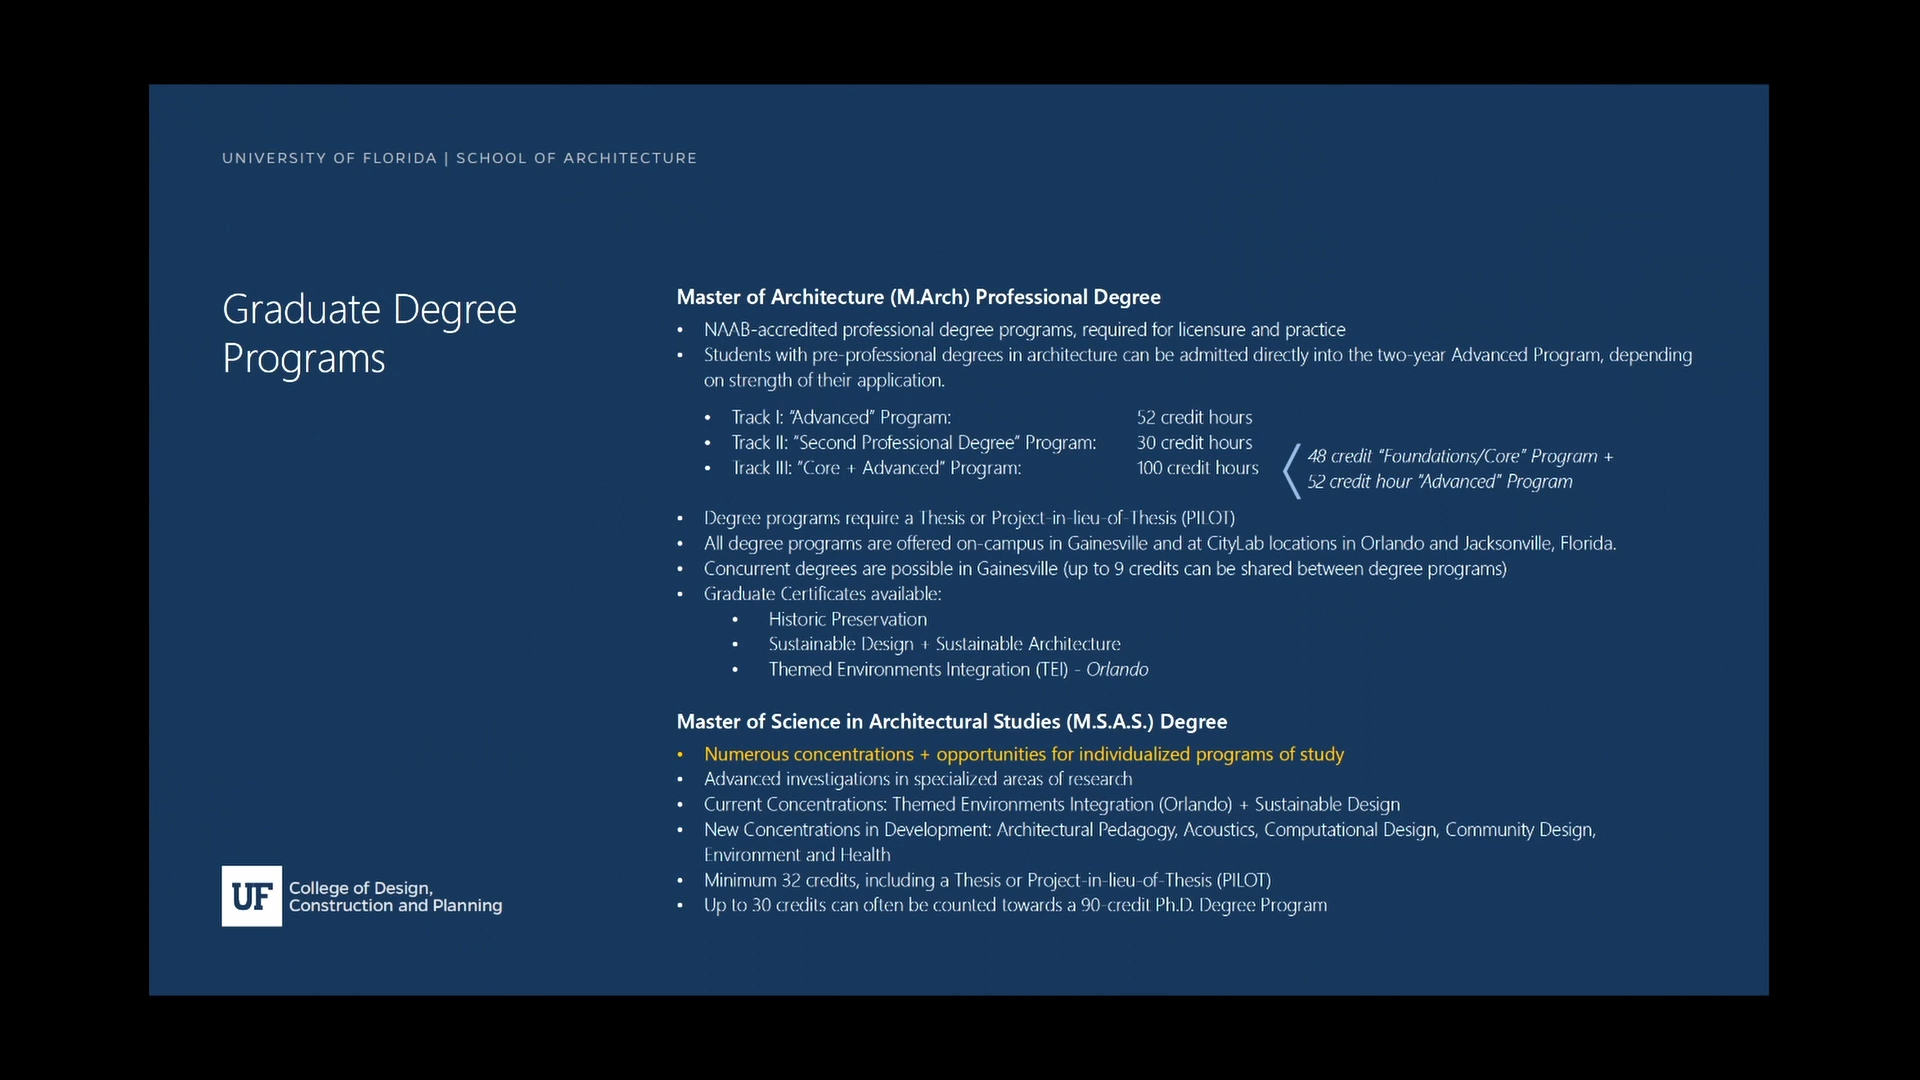 UNIVERSITY OF FLORIDA | SCHOOL OF ARCHITECTURE
Graduate Degree
Programs
Master of Architecture (M.Arch) Professional Degree
• NAAB-accredited professional degree programs, required for licensure and practice
• Students with pre-professional degrees in architecture can be admitted directly into the two-year Advanced Program, depending
on strength of their application.
• Track I: “Advanced” Program: 52 credit hours
• Track II: “Second Professional Degree” Program: 30 credit hours
• Track III: “Core + Advanced” Program: 100 credit hours
48 credit “Foundations/Core” Program +
52 credit hour “Advanced” Program
• Degree programs require a Thesis or Project-in-lieu-of-Thesis (PILOT)
• All degree programs are offered on-campus in Gainesville and at CityLab locations in Orlando and Jacksonville, Florida.
• Concurrent degrees are possible in Gainesville (up to 9 credits can be shared between degree programs)
• Graduate Certificates available:
• Historic Preservation
• Sustainable Design + Sustainable Architecture
• Themed Environments Integration (TEI) - Orlando
Master of Science in Architectural Studies (M.S.A.S.) Degree
• Numerous concentrations + opportunities for individualized programs of study
• Advanced investigations in specialized areas of research
• Current Concentrations: Themed Environments Integration (Orlando) + Sustainable Design
• New Concentrations in Development: Architectural Pedagogy, Acoustics, Computational Design, Community Design,
Environment and Health
• Minimum 32 credits, including a Thesis or Project-in-lieu-of-Thesis (PILOT)
• Up to 30 credits can often be counted towards a 90-credit Ph.D. Degree Program
UF
College of Design,
Construction and Planning